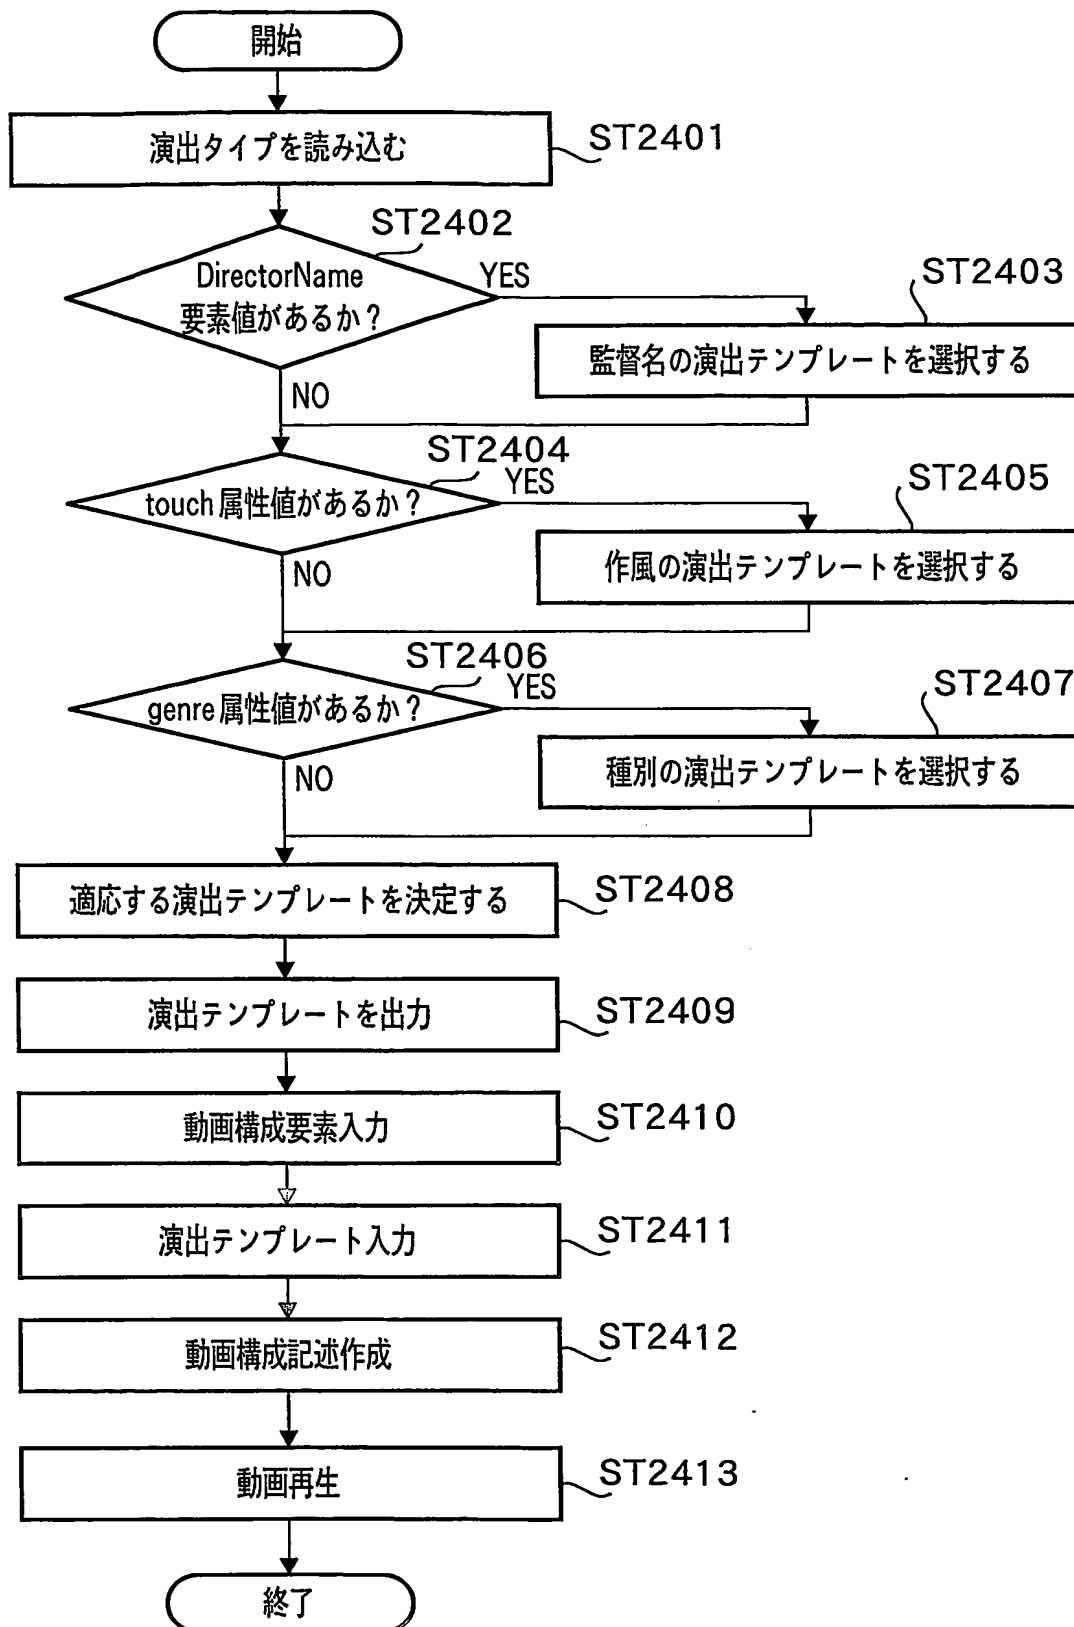 開始
演出タイプを読み込む
ST2401
ST2402
DirectorName
要素値があるか？
YES
ST2403
監督名の演出テンプレートを選択する
NO
ST2404
touch属性値があるか？
YES
ST2405
作風の演出テンプレートを選択する
NO
ST2406
genre属性値があるか？
YES
ST2407
種別の演出テンプレートを選択する
NO
適応する演出テンプレートを決定する
ST2408
演出テンプレートを出力
ST2409
動画構成要素入力
ST2410
演出テンプレート入力
ST2411
動画構成記述作成
ST2412
動画再生
ST2413
終了